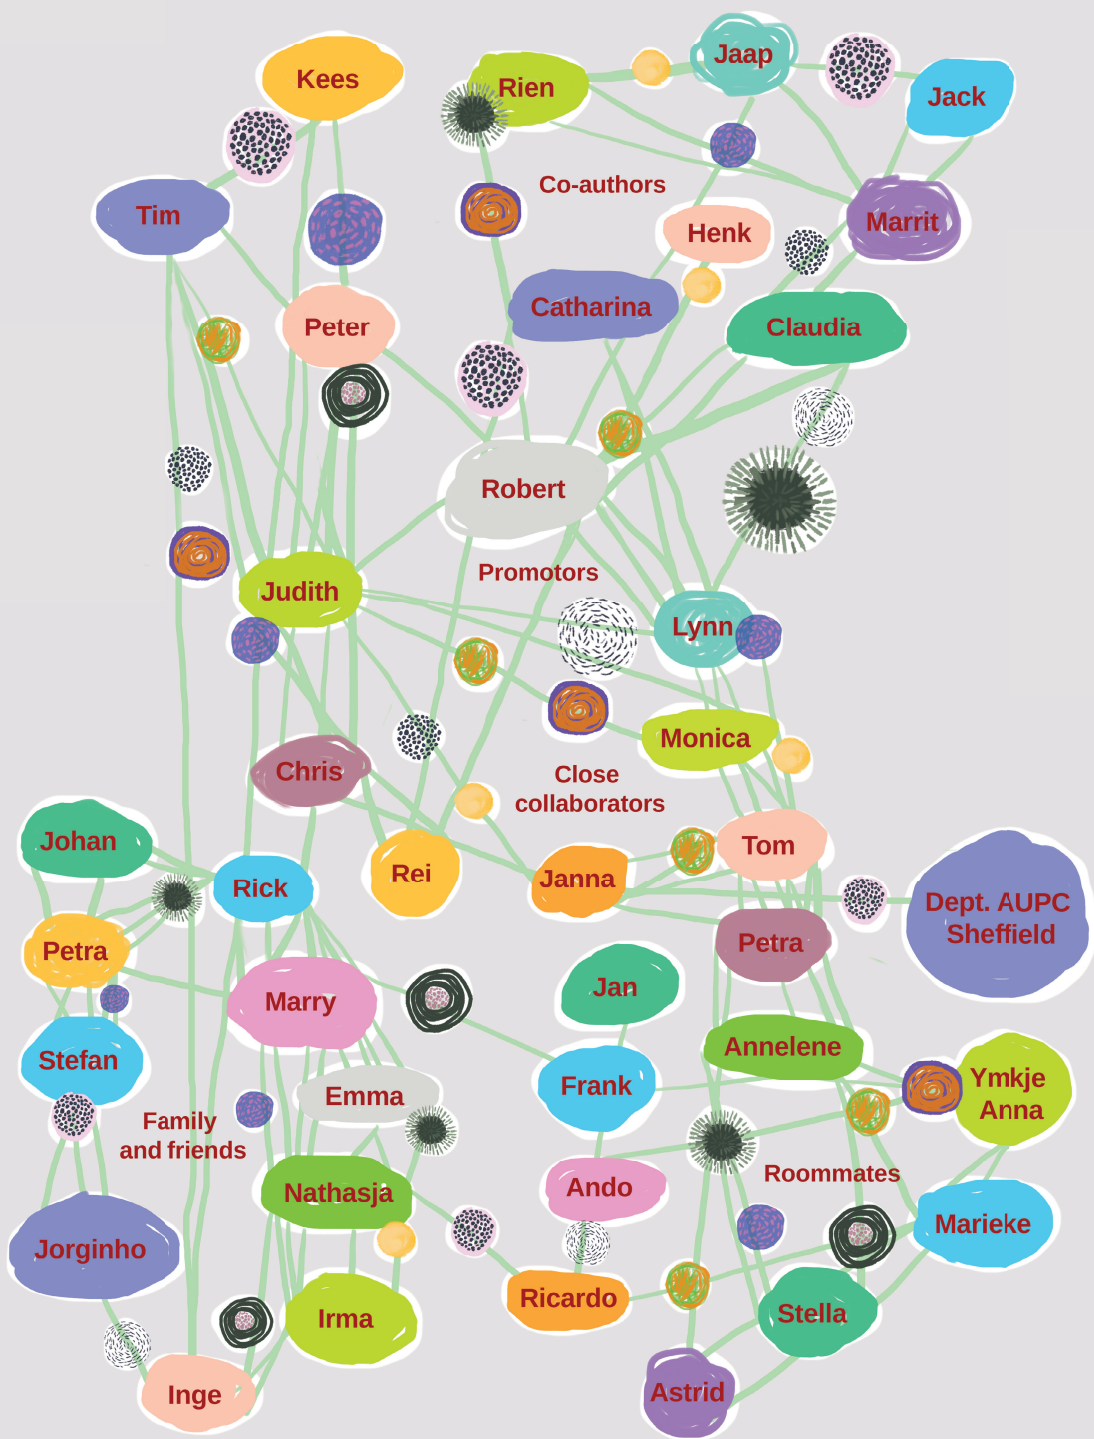 Kees
Rien
Jaap
Jack
Tim
Co-authors
Henk
Marrit
Catharina
Peter
Claudia
Robert
Promotors
Judith
Lynn
Monica
Chris
Close
collaborators
Johan
Tom
Rick
Rei
Janna
Dept. AUPC
Sheffield
Petra
Petra
Jan
Marry
Stefan
Annelene
Frank
Ymkje
Anna
Emma
Family
and friends
Roommates
Nathasja
Ando
Jorginho
Marieke
Ricardo
Irma
Stella
Inge
Astrid